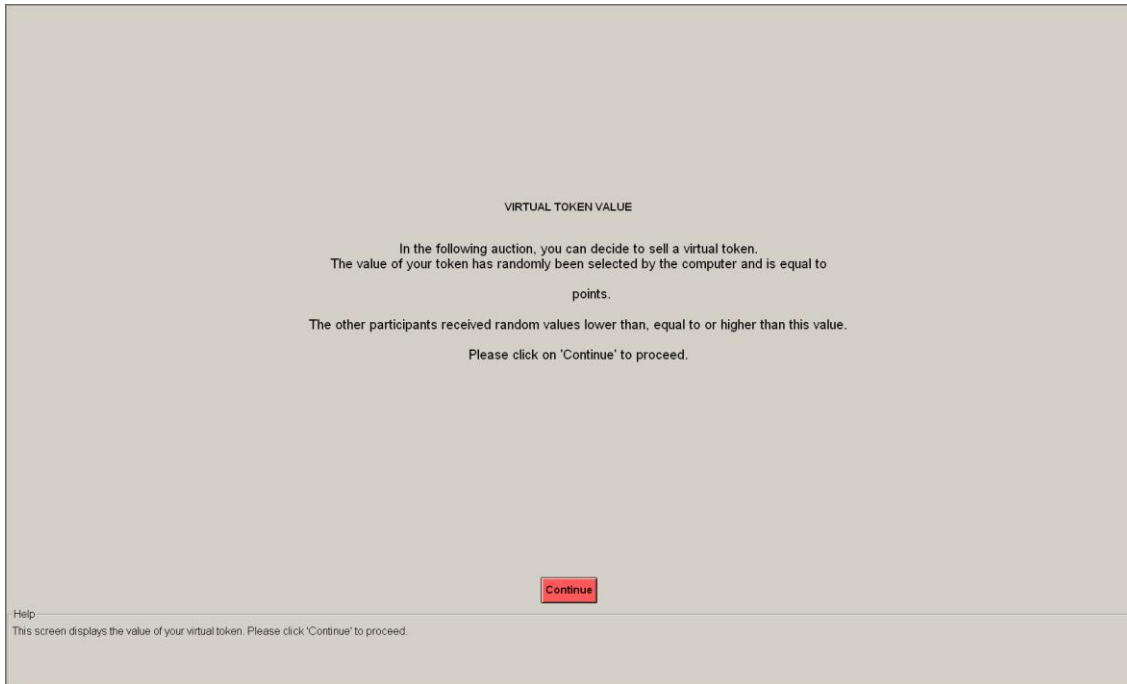 VIRTUAL TOKEN VALUE
In the following auction, you can decide to sell a virtual token.
The value of your token has randomly been selected by the computer and is equal to
points.
The other participants received random values lower than, equal to or higher than this value.
Please click on 'Continue' to proceed.
Continue
Help
This screen displays the value of your virtual token. Please click 'Continue' to proceed.